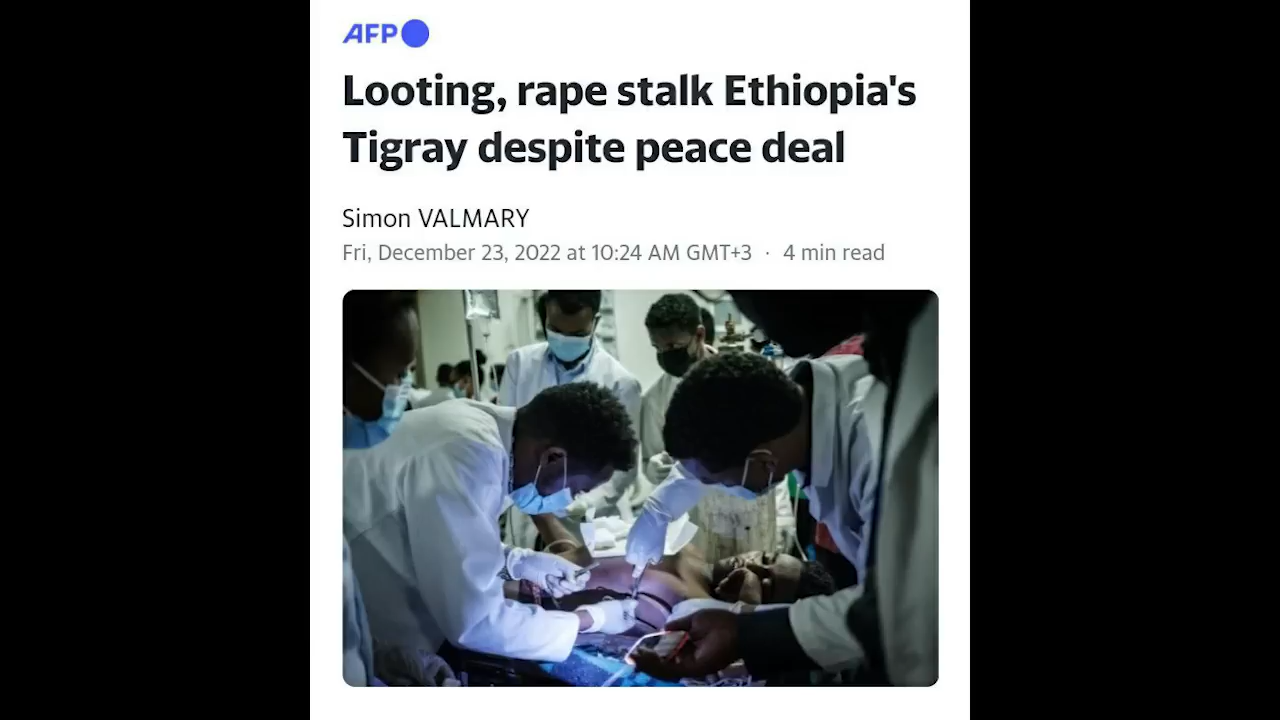 AFP
Looting, rape stalk Ethiopia's
Tigray despite peace deal
Simon VALMARY
Fri, December 23, 2022 at 10:24 AM GMT+3 · 4 min read